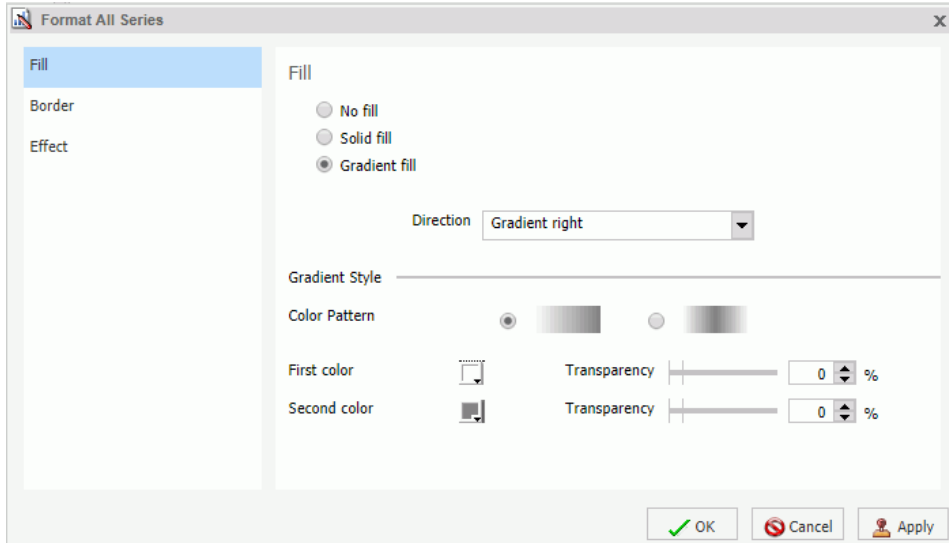 Format All Series
x
Fill
Border
Effect
Fill
No fill
Solid fill
Gradient fill
Direction Gradient right
Gradient Style
Color Pattern
First color Transparency 0 %
Second color Transparency 0 %
OK Cancel Apply